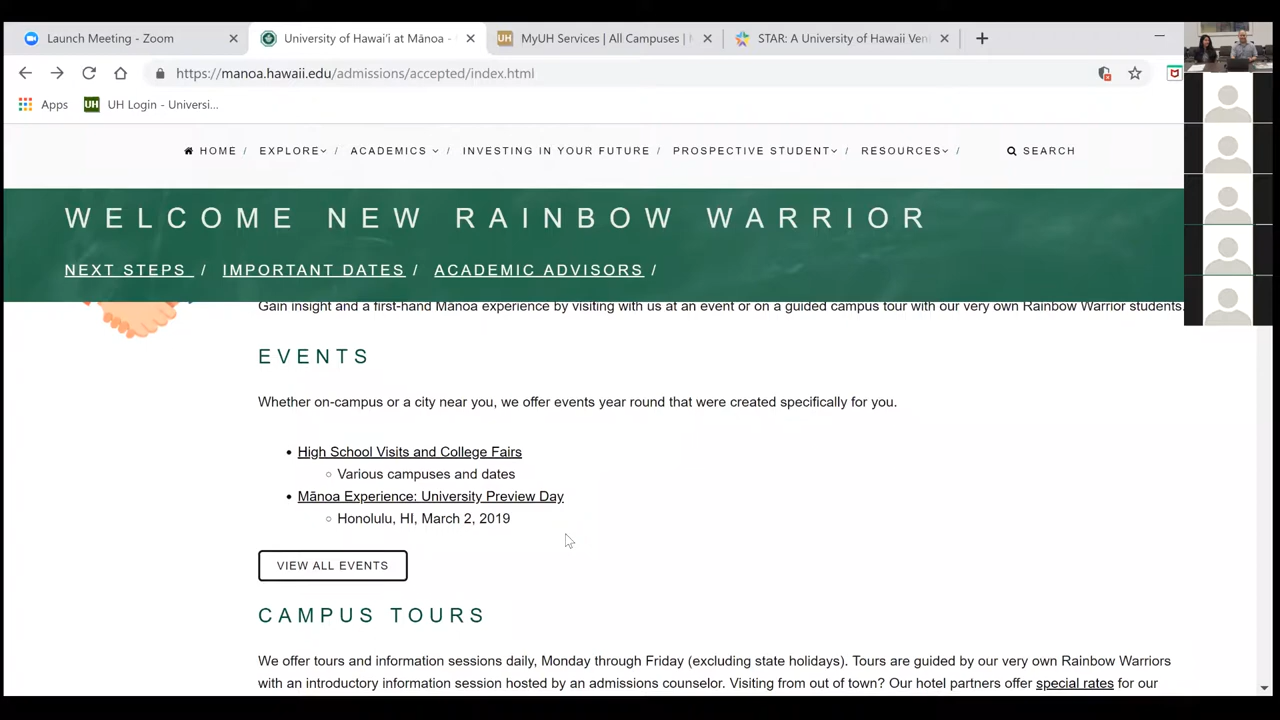 Launch Meeting - Zoom
University of Hawai'i at Mānoa -
MyUH Services | All Campuses |
STAR: A University of Hawaii Ven
https://manoa.hawaii.edu/admissions/accepted/index.html
Apps
UH Login - Universi...
HOME / EXPLORE / ACADEMICS / INVESTING IN YOUR FUTURE / PROSPECTIVE STUDENT / RESOURCES / SEARCH
WELCOME NEW RAINBOW WARRIOR
NEXT STEPS / IMPORTANT DATES / ACADEMIC ADVISORS /
Gain insight and a first-hand Mānoa experience by visiting with us at an event or on a guided campus tour with our very own Rainbow Warrior students.
EVENTS
Whether on-campus or a city near you, we offer events year round that were created specifically for you.
• High School Visits and College Fairs
○ Various campuses and dates
• Mānoa Experience: University Preview Day
○ Honolulu, HI, March 2, 2019
VIEW ALL EVENTS
CAMPUS TOURS
We offer tours and information sessions daily, Monday through Friday (excluding state holidays). Tours are guided by our very own Rainbow Warriors
with an introductory information session hosted by an admissions counselor. Visiting from out of town? Our hotel partners offer special rates for our